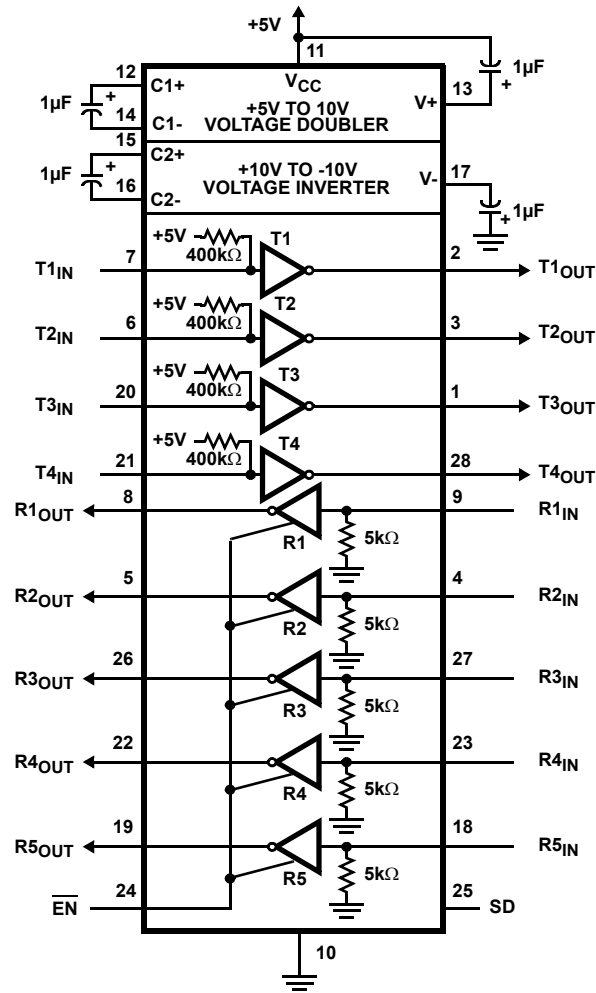 +5V
11
1µF
+
12
C1+
VCC
13
V+
1µF
+
14
C1-
+5V TO 10V
VOLTAGE DOUBLER
15
C2+
1µF
+
16
C2-
+10V TO -10V
VOLTAGE INVERTER
17
V-
1µF
+
T1IN
7
+5V
400kΩ
T1
2
T1OUT
T2IN
6
+5V
400kΩ
T2
3
T2OUT
T3IN
20
+5V
400kΩ
T3
1
T3OUT
T4IN
21
+5V
400kΩ
T4
28
T4OUT
R1OUT
8
R1
5kΩ
9
R1IN
R2OUT
5
R2
5kΩ
4
R2IN
R3OUT
26
R3
5kΩ
27
R3IN
R4OUT
22
R4
5kΩ
23
R4IN
R5OUT
19
R5
5kΩ
18
R5IN
24
E̅N̅
25
SD
10